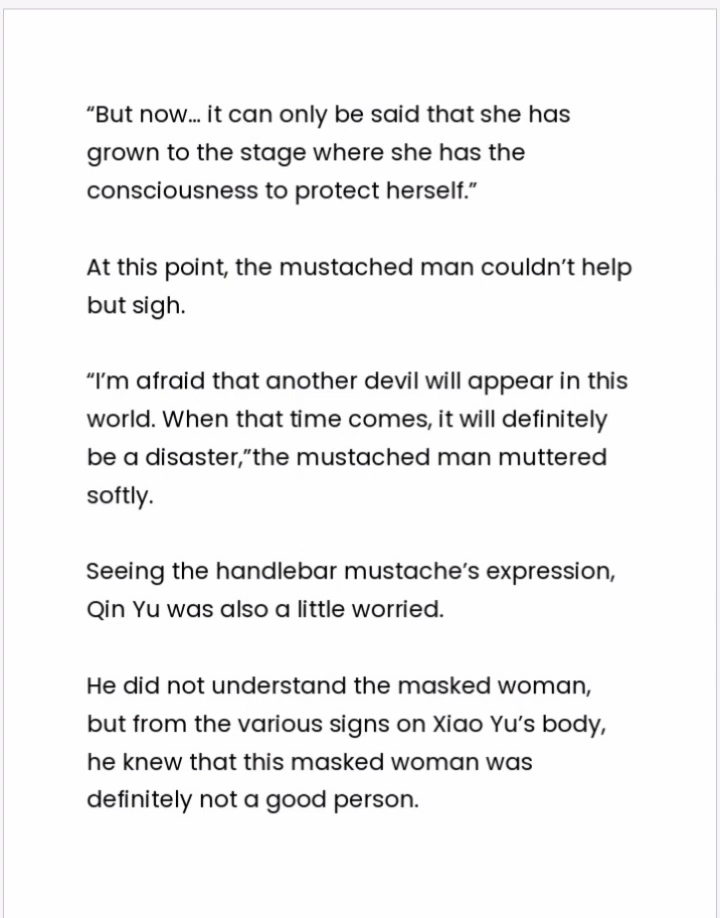 “But now... it can only be said that she has
grown to the stage where she has the
consciousness to protect herself.”
At this point, the mustached man couldn’t help
but sigh.
“I’m afraid that another devil will appear in this
world. When that time comes, it will definitely
be a disaster,”the mustached man muttered
softly.
Seeing the handlebar mustache’s expression,
Qin Yu was also a little worried.
He did not understand the masked woman,
but from the various signs on Xiao Yu’s body,
he knew that this masked woman was
definitely not a good person.